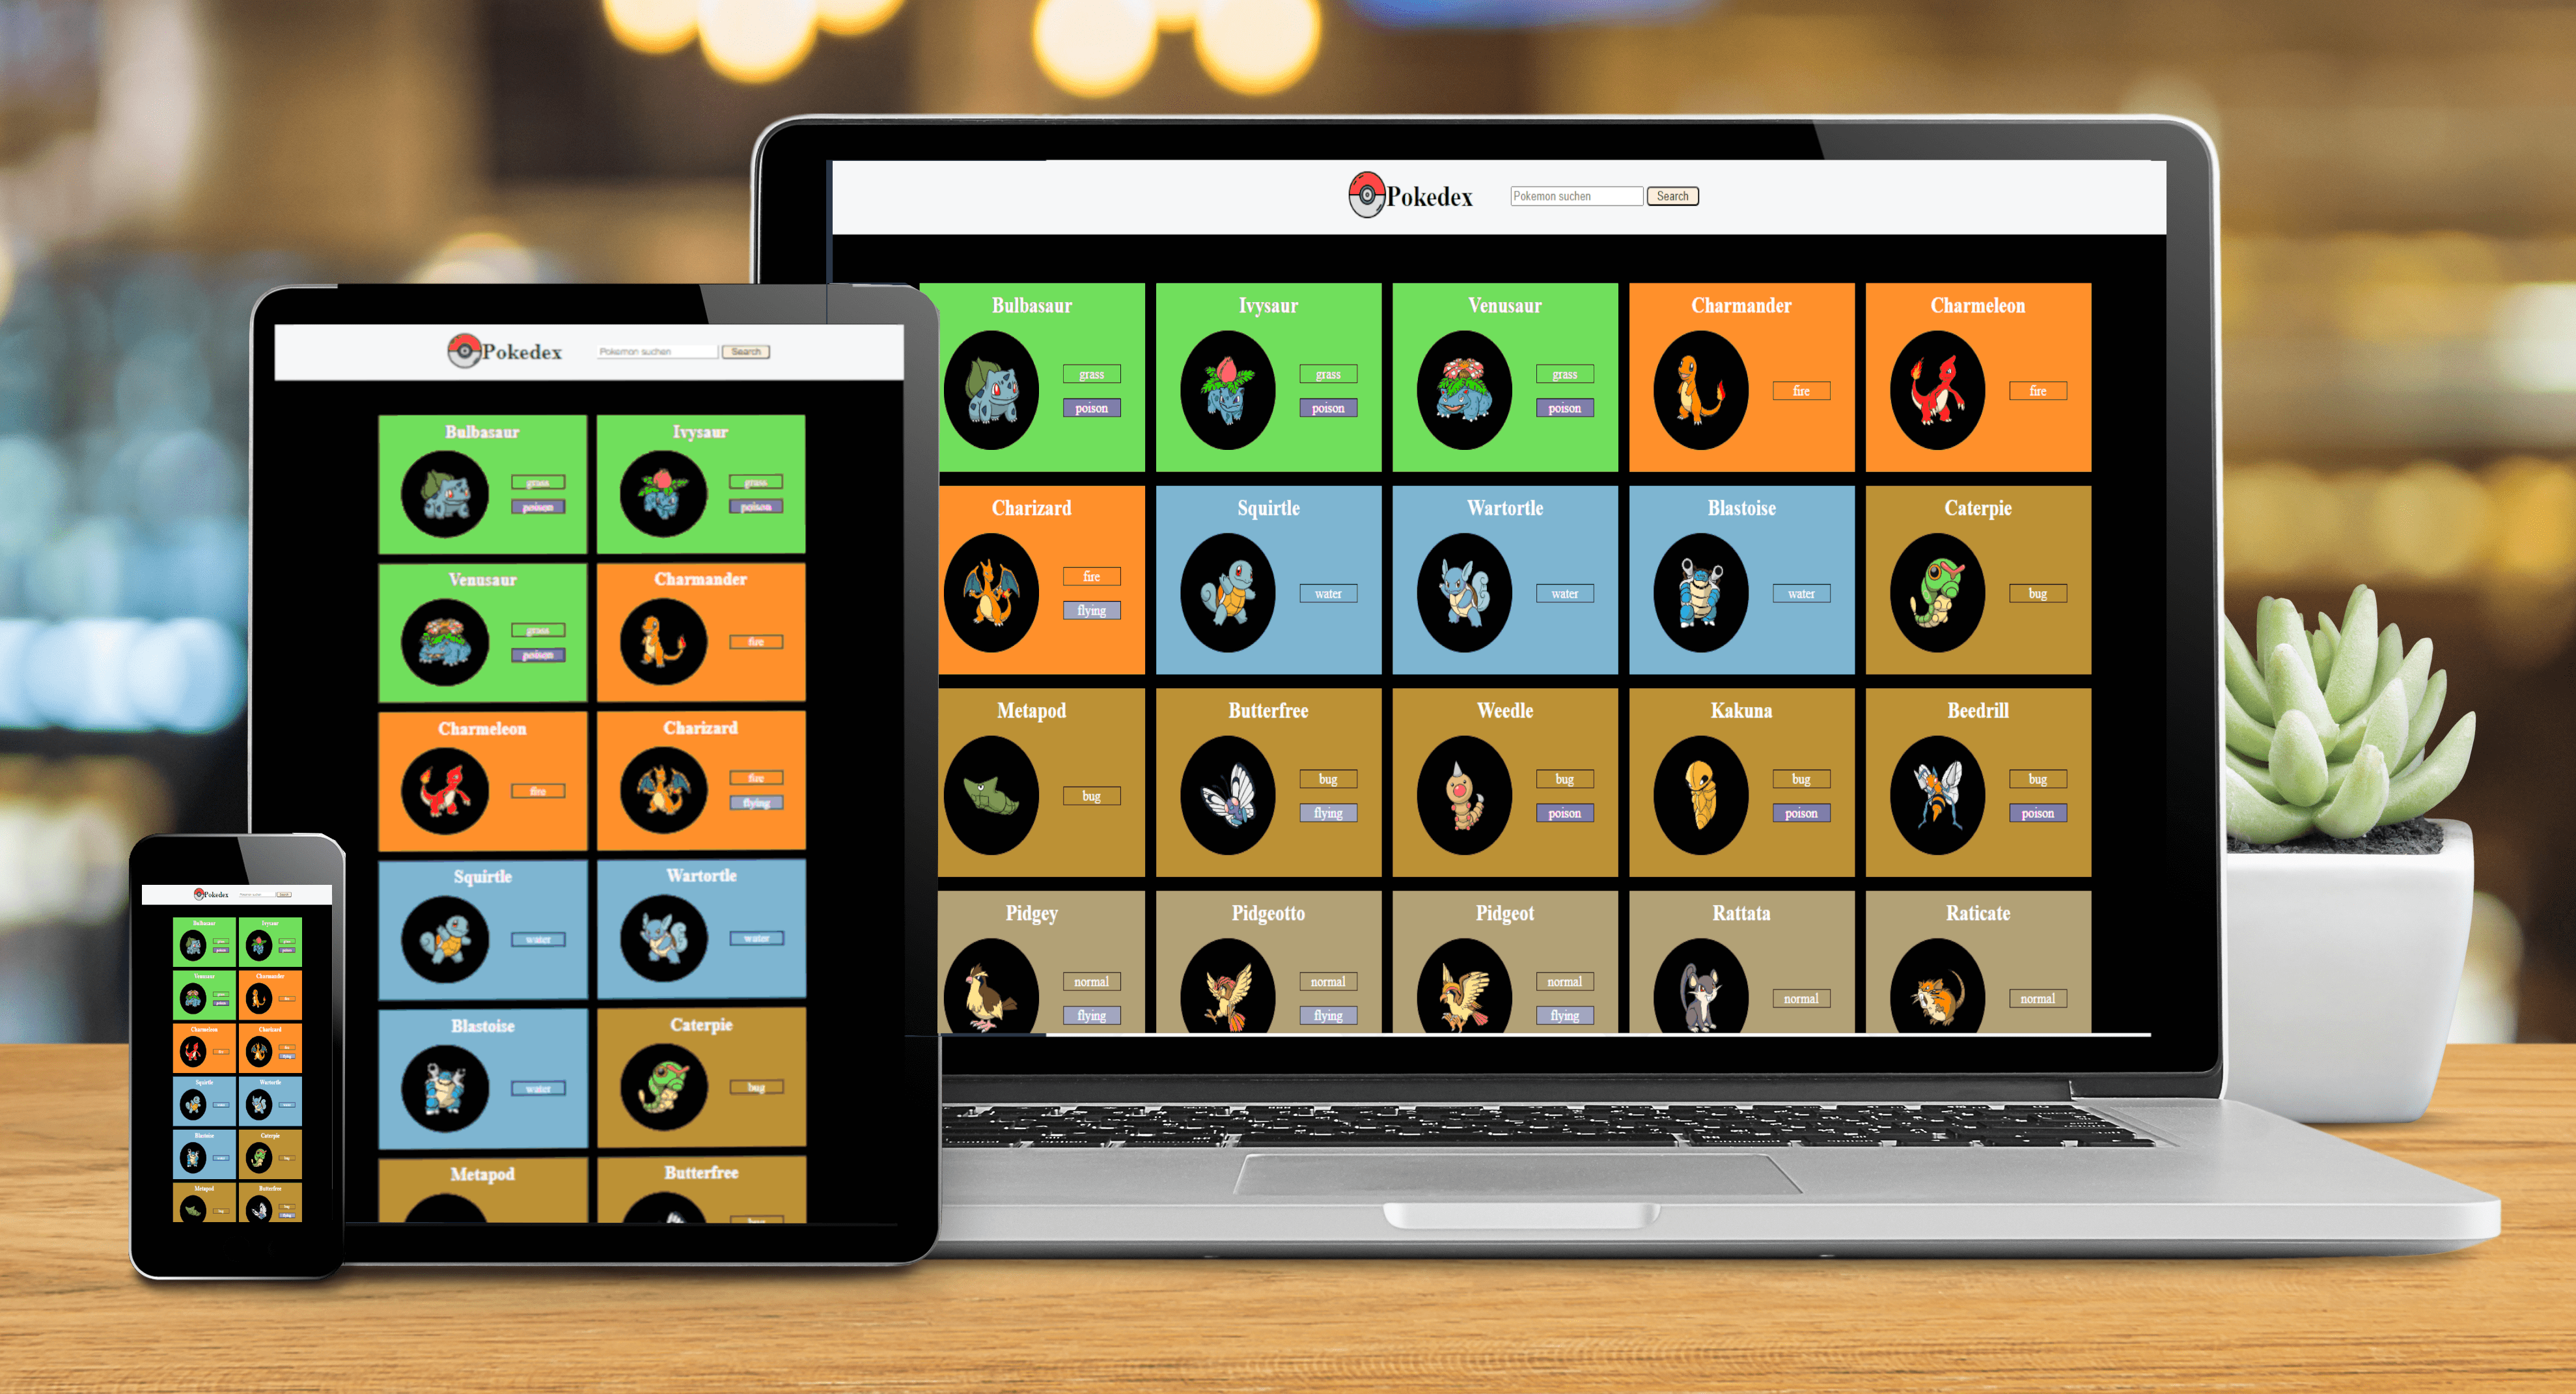 Pokedex Pokemon suchen Search
Bulbasaur Ivysaur Venusaur Charmander Charmeleon
grass grass grass fire fire
poison poison poison
Charizard Squirtle Wartortle Blastoise Caterpie
fire water water water bug
flying
Metapod Butterfree Weedle Kakuna Beedrill
bug bug bug bug bug
flying poison poison poison
Pidgey Pidgeotto Pidgeot Rattata Raticate
normal normal normal normal normal
flying flying flying
Pokedex Pokemon suchen Search
Bulbasaur Ivysaur
grass grass
poison poison
Venusaur Charmander
grass fire
poison
Charmeleon Charizard
fire fire
flying
Squirtle Wartortle
water water
Blastoise Caterpie
water bug
Metapod Butterfree
Pokedex
Bulbasaur Ivysaur
Venusaur Charmander
Charmeleon Charizard
Squirtle Wartortle
Blastoise Caterpie
Metapod Butterfree